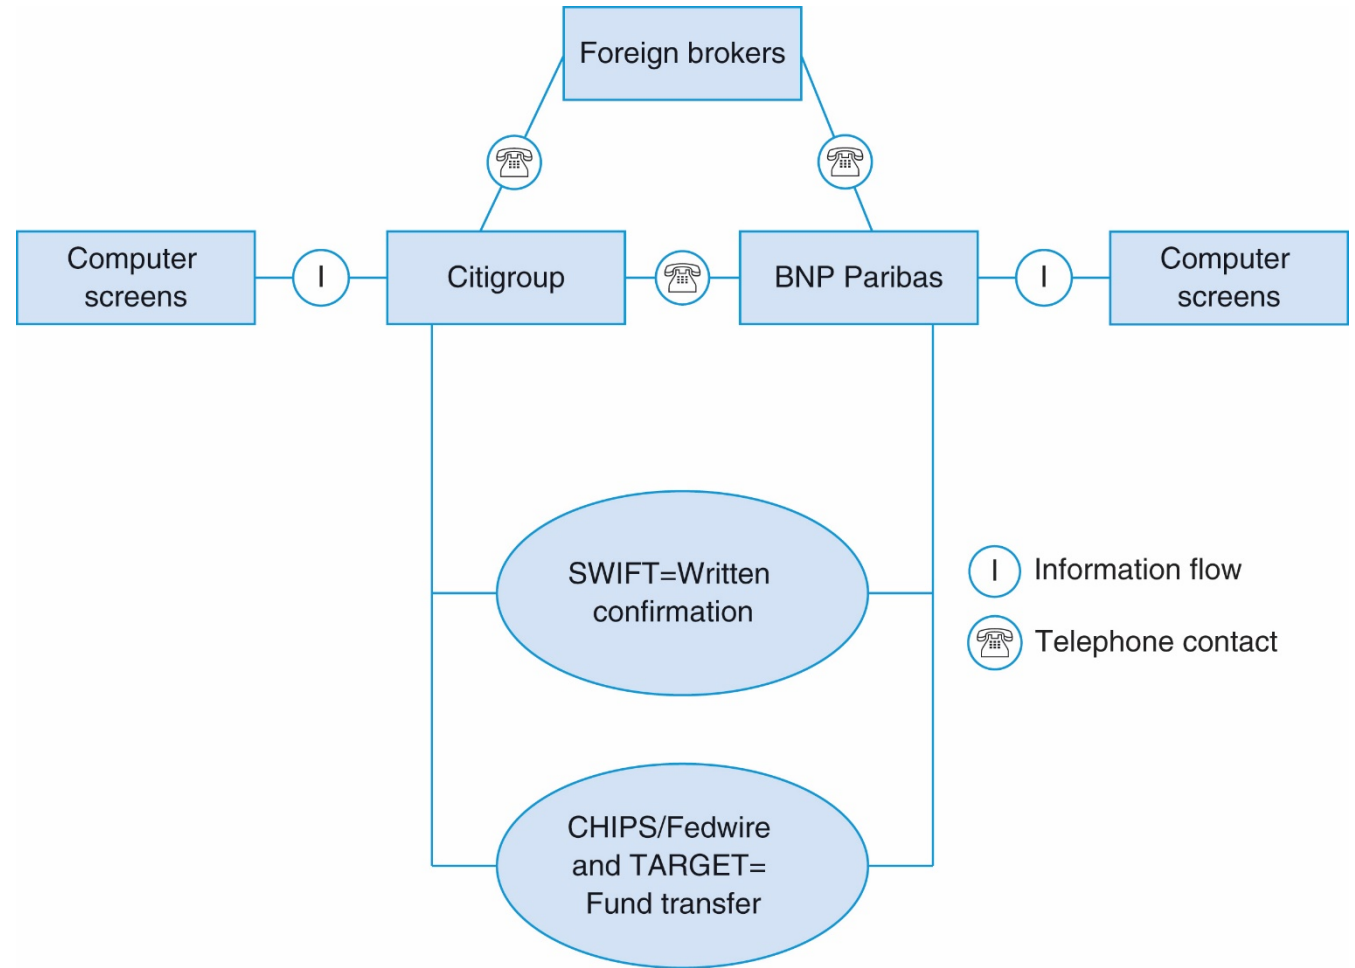 Foreign brokers
Computer
screens
I
Citigroup
BNP Paribas
I
Computer
screens
SWIFT=Written
confirmation
I Information flow
Telephone contact
CHIPS/Fedwire
and TARGET=
Fund transfer